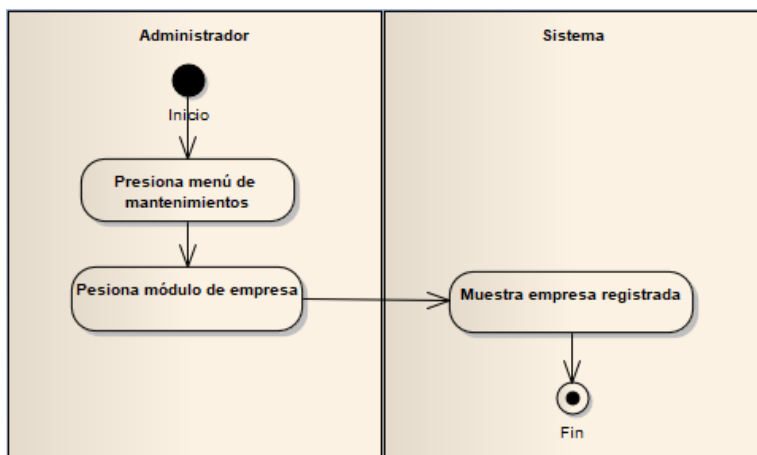 Administrador
Sistema
Inicio
Presiona menú de
mantenimientos
Pesiona módulo de empresa
Muestra empresa registrada
Fin